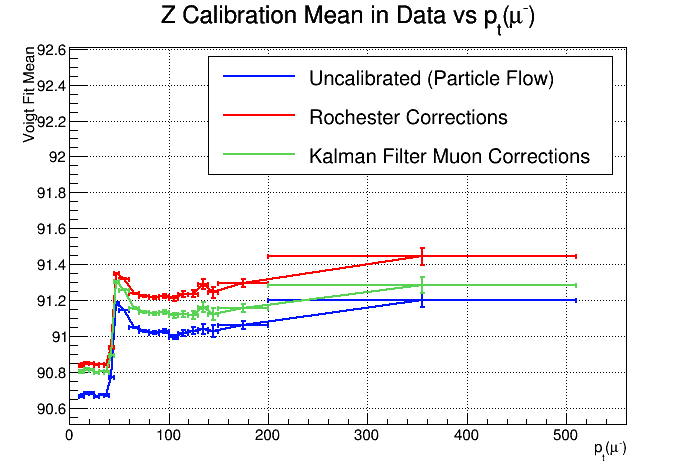 Z Calibration Mean in Data vs p_t(μ⁻)
Voigt Fit Mean
92.6
92.4
92.2
92
91.8
91.6
91.4
91.2
91
90.8
90.6
Uncalibrated (Particle Flow)
Rochester Corrections
Kalman Filter Muon Corrections
0 100 200 300 400 500
p_t(μ⁻)